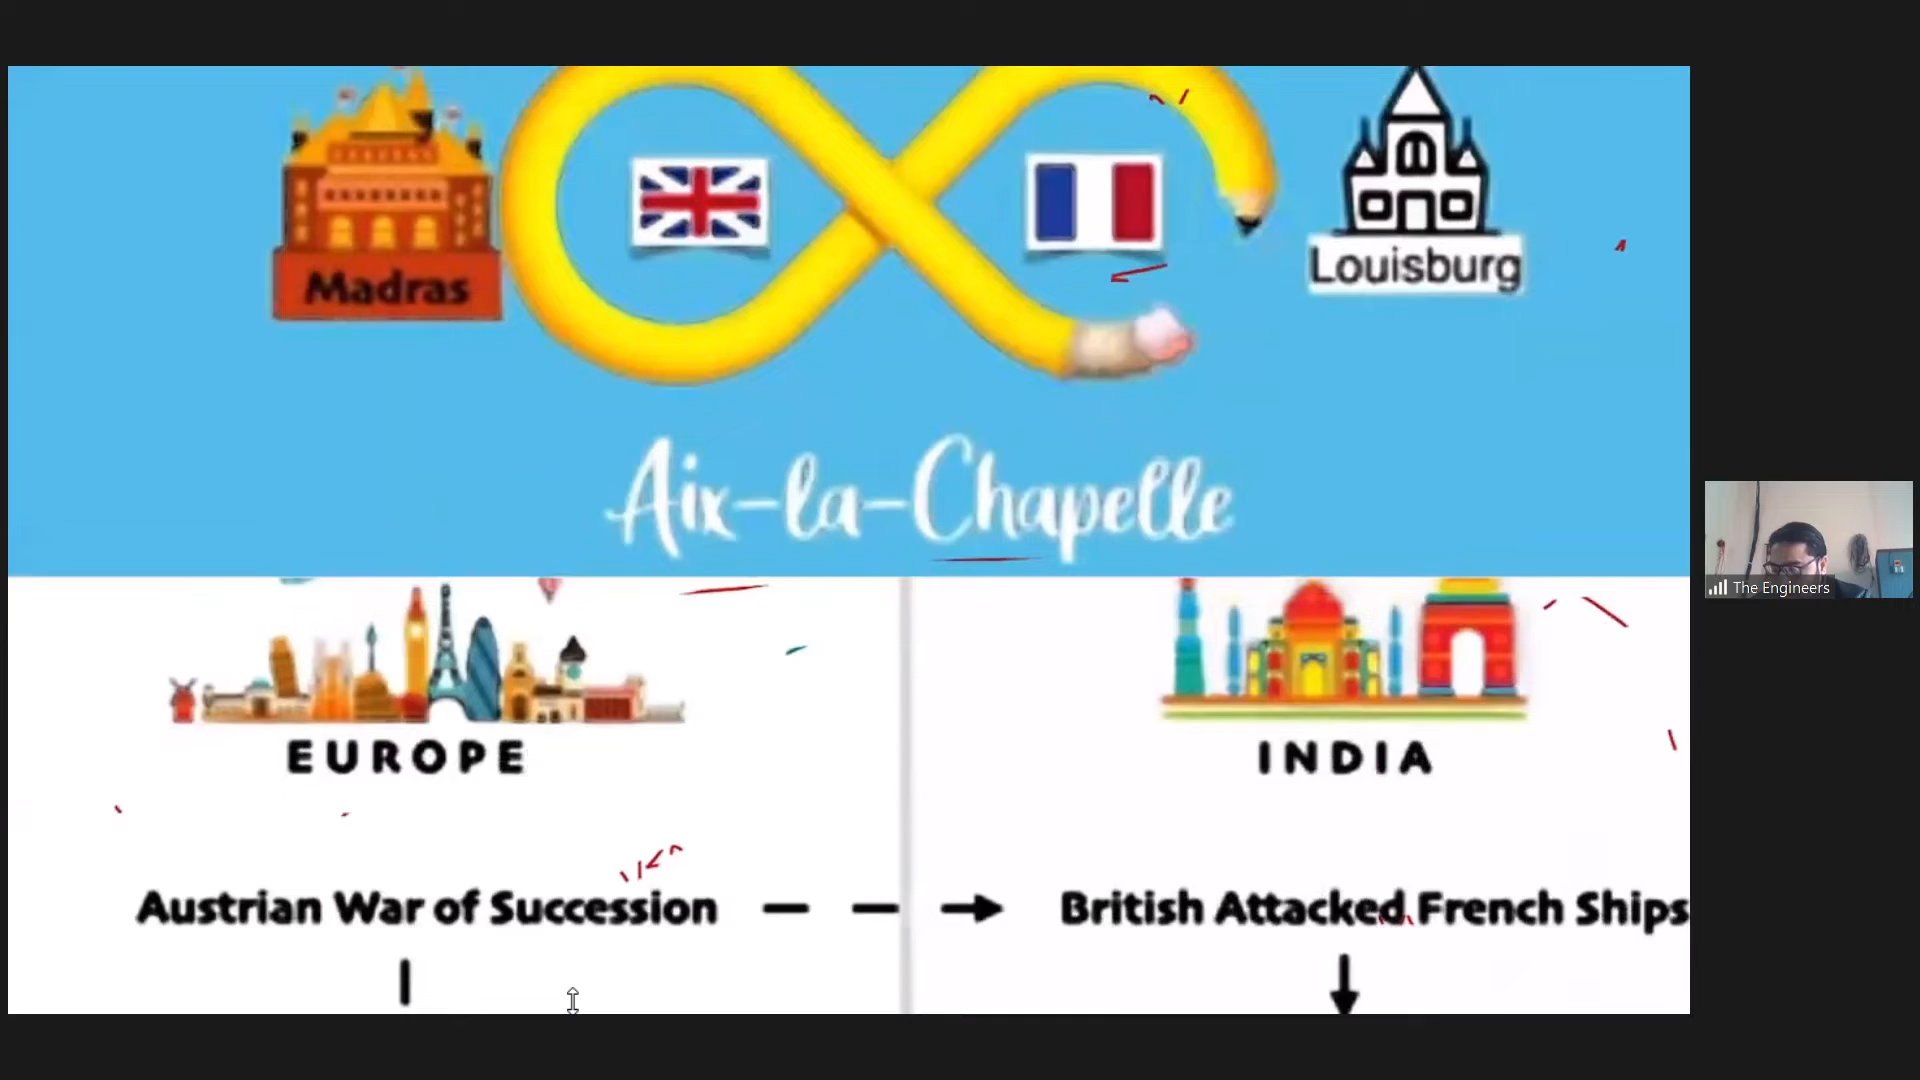 Madras
Louisburg
Aix-la-Chapelle
EUROPE
INDIA
Austrian War of Succession
British Attacked French Ships
The Engineers